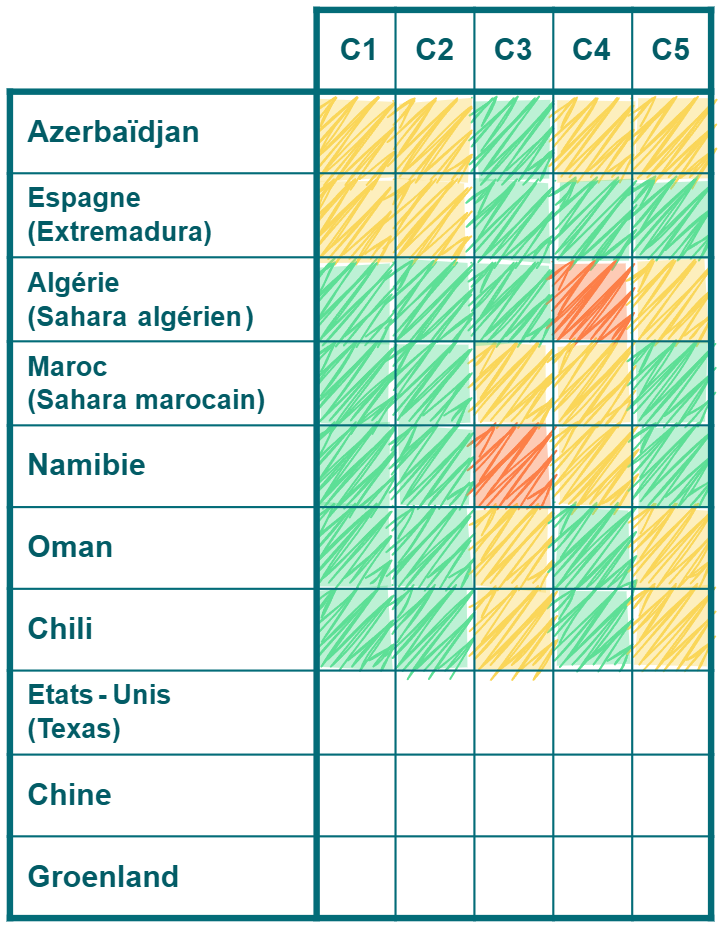 C1 C2 C3 C4 C5
Azerbaïdjan
Espagne
(Extremadura)
Algérie
(Sahara algérien)
Maroc
(Sahara marocain)
Namibie
Oman
Chili
Etats-Unis
(Texas)
Chine
Groenland